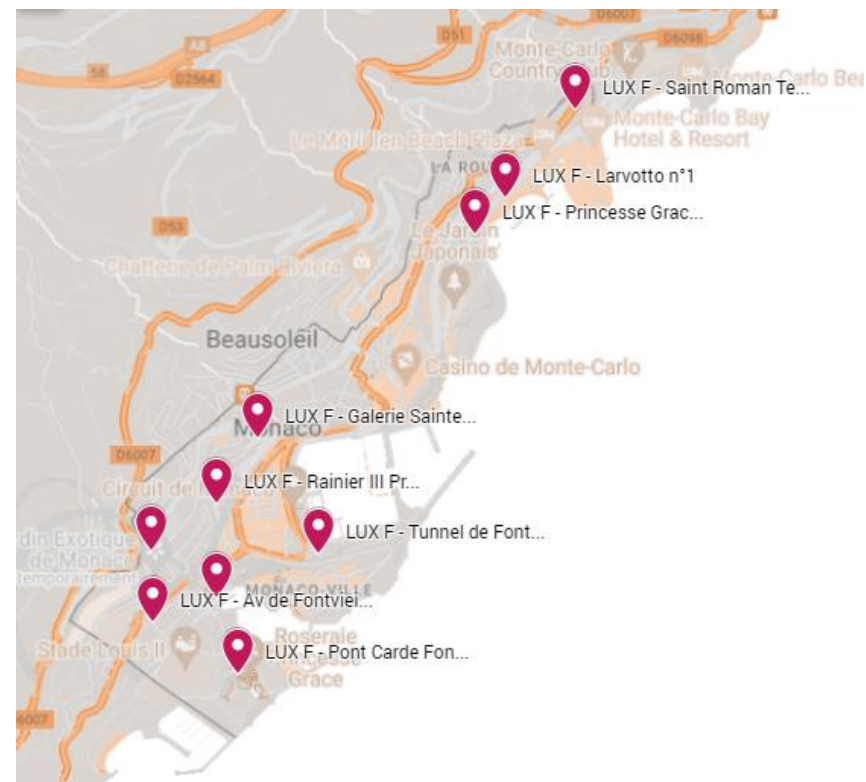 D6007
D51
A8
D6098
58
D2564
Monte-Carlo
Country Club
Monte-Carlo Bea
LUX F - Saint Roman Te...
Monte-Carlo Bay
Hotel & Resort
Le Méridien Beach Plaza
LA ROU
LUX F - Larvotto n°1
LUX F - Princesse Grac...
D53
Le Jardin
Japonais
Chatterie de Palm Riviera
Beausoleil
Casino de Monte-Carlo
LUX F - Galerie Sainte...
Monaco
D6007
Circuit de Monaco
LUX F - Rainier III Pr...
LUX F - Tunnel de Font...
din Exotique
de Monaco
temporairement
MONACO-VILLE
LUX F - Av de Fontviei...
Stade Louis II
LUX F - Pont Carde Fon...
Roseraie
Princesse
Grace
6007